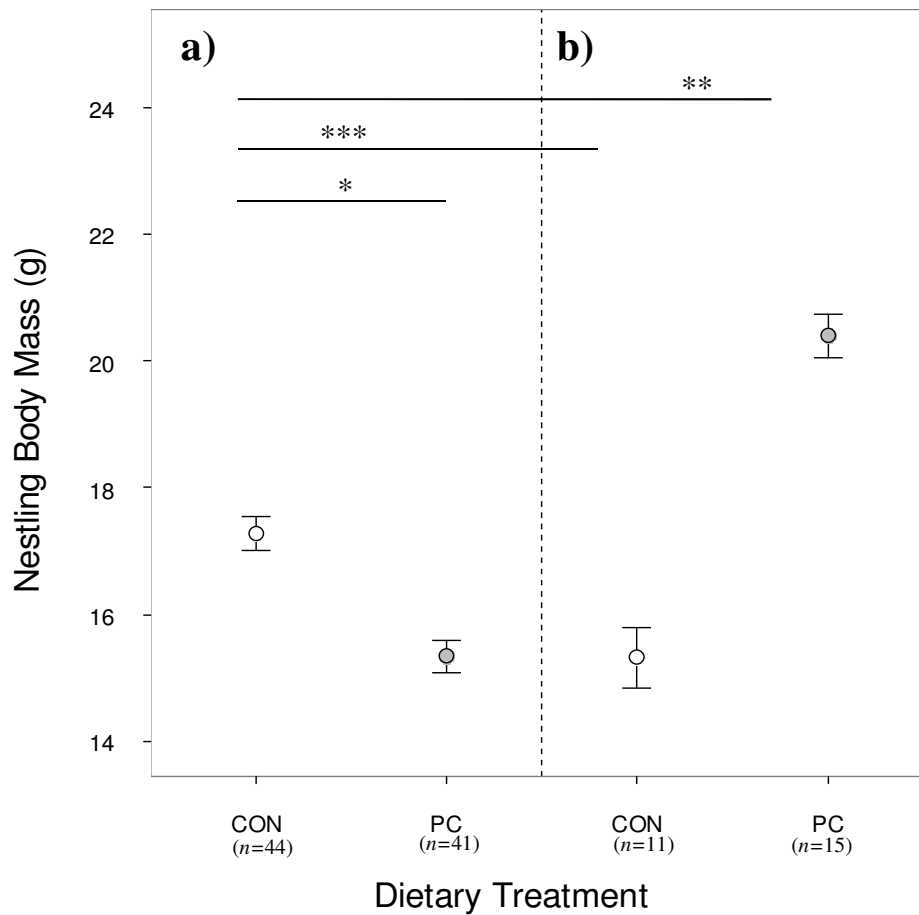 a)
b)
**
***
*
24
22
20
18
16
14
Nestling Body Mass (g)
CON PC CON PC
(n=44) (n=41) (n=11) (n=15)
Dietary Treatment